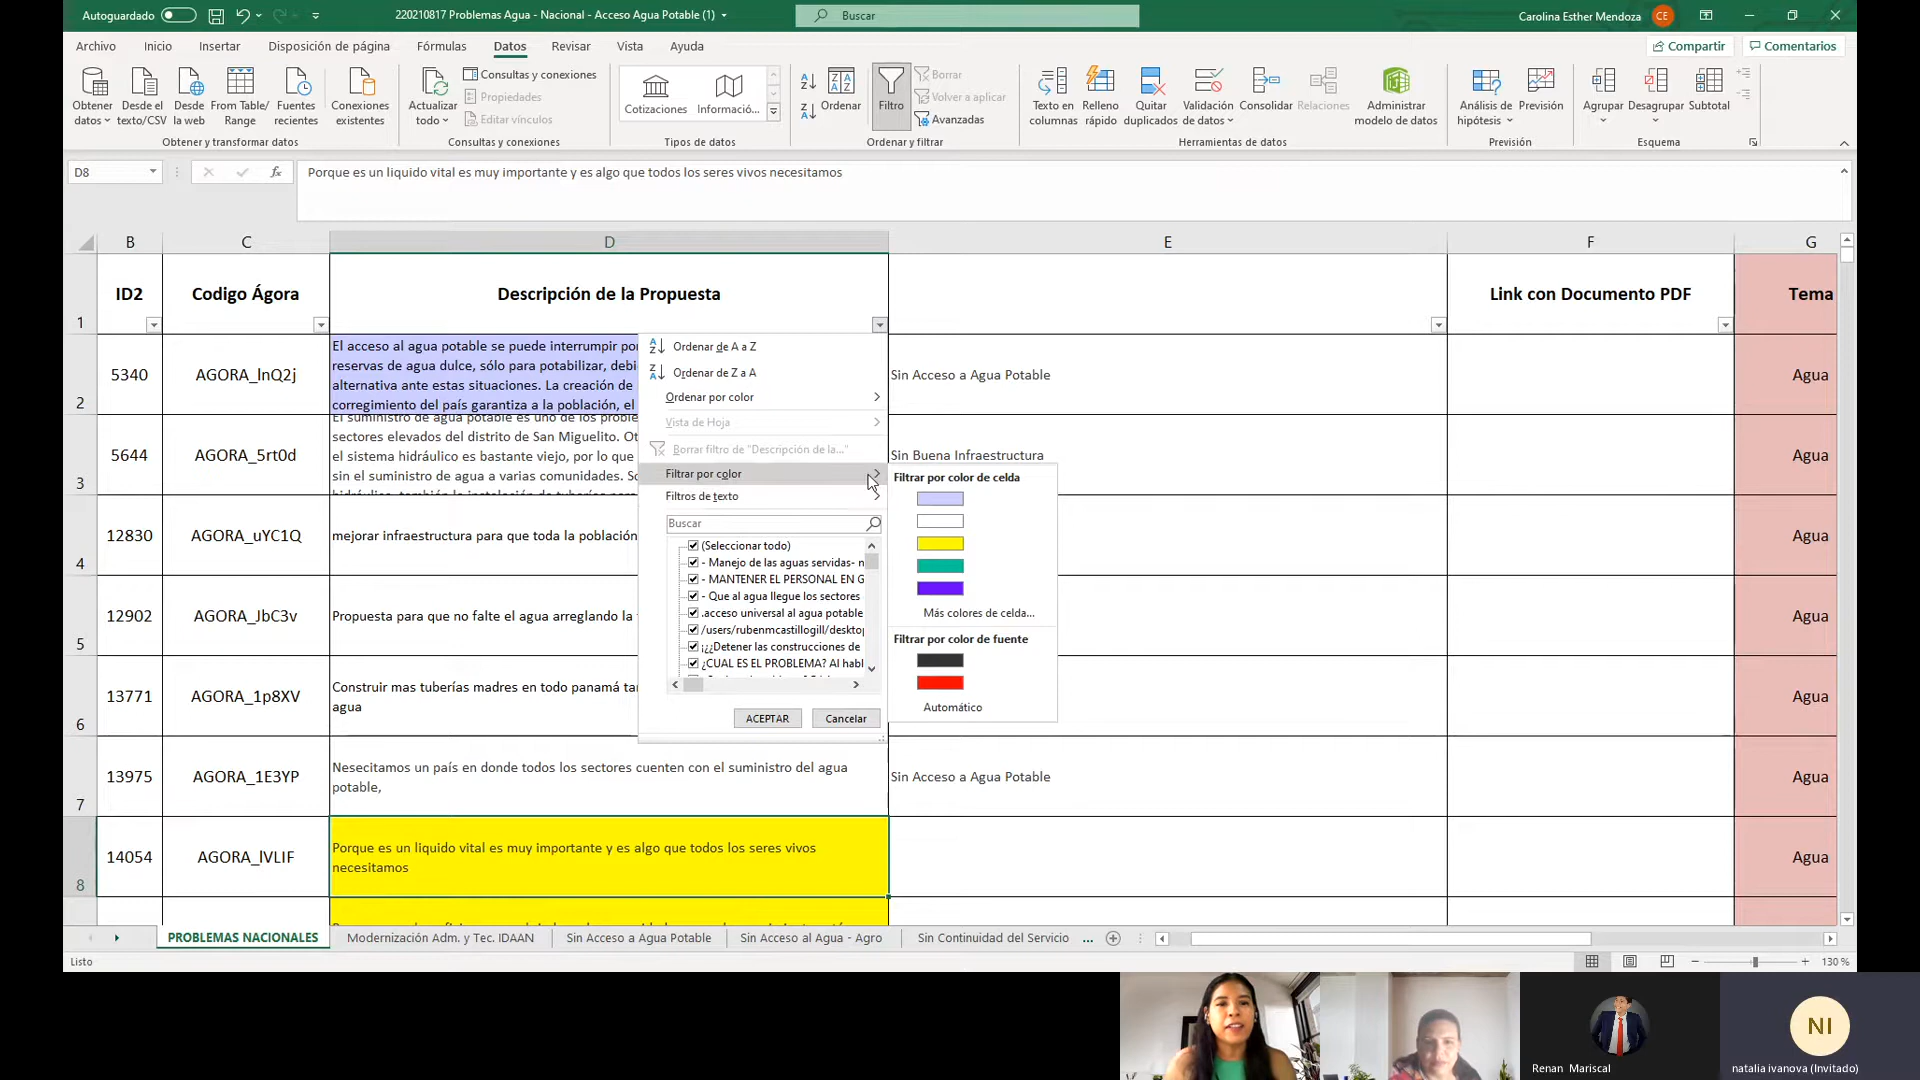 Autoguardado
220210817 Problemas Agua - Nacional - Acceso Agua Potable (1)
Buscar
Carolina Esther Mendoza
CE
Archivo
Inicio
Insertar
Disposición de página
Fórmulas
Datos
Revisar
Vista
Ayuda
Compartir
Comentarios
Obtener datos
Desde el texto/CSV
Desde la web
From Table/ Range
Fuentes recientes
Conexiones existentes
Obtener y transformar datos
Actualizar todo
Consultas y conexiones
Propiedades
Editar vínculos
Consultas y conexiones
Cotizaciones
Informació...
Tipos de datos
Ordenar
Filtro
Borrar
Volver a aplicar
Avanzadas
Ordenar y filtrar
Texto en columnas
Relleno rápido
Quitar duplicados
Validación de datos
Consolidar
Relaciones
Administrar modelo de datos
Herramientas de datos
Análisis de hipótesis
Previsión
Previsión
Agrupar
Desagrupar
Subtotal
Esquema
D8
fx
Porque es un liquido vital es muy importante y es algo que todos los seres vivos necesitamos
B
C
D
E
F
G
1
ID2
Codigo Ágora
Descripción de la Propuesta
Link con Documento PDF
Tema
2
5340
AGORA_lnQ2j
El acceso al agua potable se puede interrumpir por
reservas de agua dulce, sólo para potabilizar, debi
alternativa ante estas situaciones. La creación de
corregimiento del país garantiza a la población, el
Sin Acceso a Agua Potable
Agua
3
5644
AGORA_5rt0d
El suministro de agua potable es uno de los proble
sectores elevados del distrito de San Miguelito. Ot
el sistema hidráulico es bastante viejo, por lo que
sin el suministro de agua a varias comunidades. So
Sin Buena Infraestructura
Agua
4
12830
AGORA_uYC1Q
mejorar infraestructura para que toda la población
Agua
5
12902
AGORA_JbC3v
Propuesta para que no falte el agua arreglando la
Agua
6
13771
AGORA_1p8XV
Construir mas tuberías madres en todo panamá ta
agua
Agua
7
13975
AGORA_1E3YP
Nesecitamos un país en donde todos los sectores cuenten con el suministro del agua
potable,
Sin Acceso a Agua Potable
Agua
8
14054
AGORA_lVLIF
Porque es un liquido vital es muy importante y es algo que todos los seres vivos
necesitamos
Agua
Ordenar de A a Z
Ordenar de Z a A
Ordenar por color
Vista de Hoja
Borrar filtro de "Descripción de la..."
Filtrar por color
Filtros de texto
Buscar
(Seleccionar todo)
- Manejo de las aguas servidas- n
- MANTENER EL PERSONAL EN G
- Que al agua llegue los sectores
.acceso universal al agua potable
/users/rubenmcastillogill/deskto
¡¿¿Detener las construcciones de
¿CUAL ES EL PROBLEMA? Al habl
ACEPTAR
Cancelar
Filtrar por color de celda
Más colores de celda...
Filtrar por color de fuente
Automático
PROBLEMAS NACIONALES
Modernización Adm. y Tec. IDAAN
Sin Acceso a Agua Potable
Sin Acceso al Agua - Agro
Sin Continuidad del Servicio
...
Listo
130 %
Renan Mariscal
NI
natalia ivanova (Invitado)